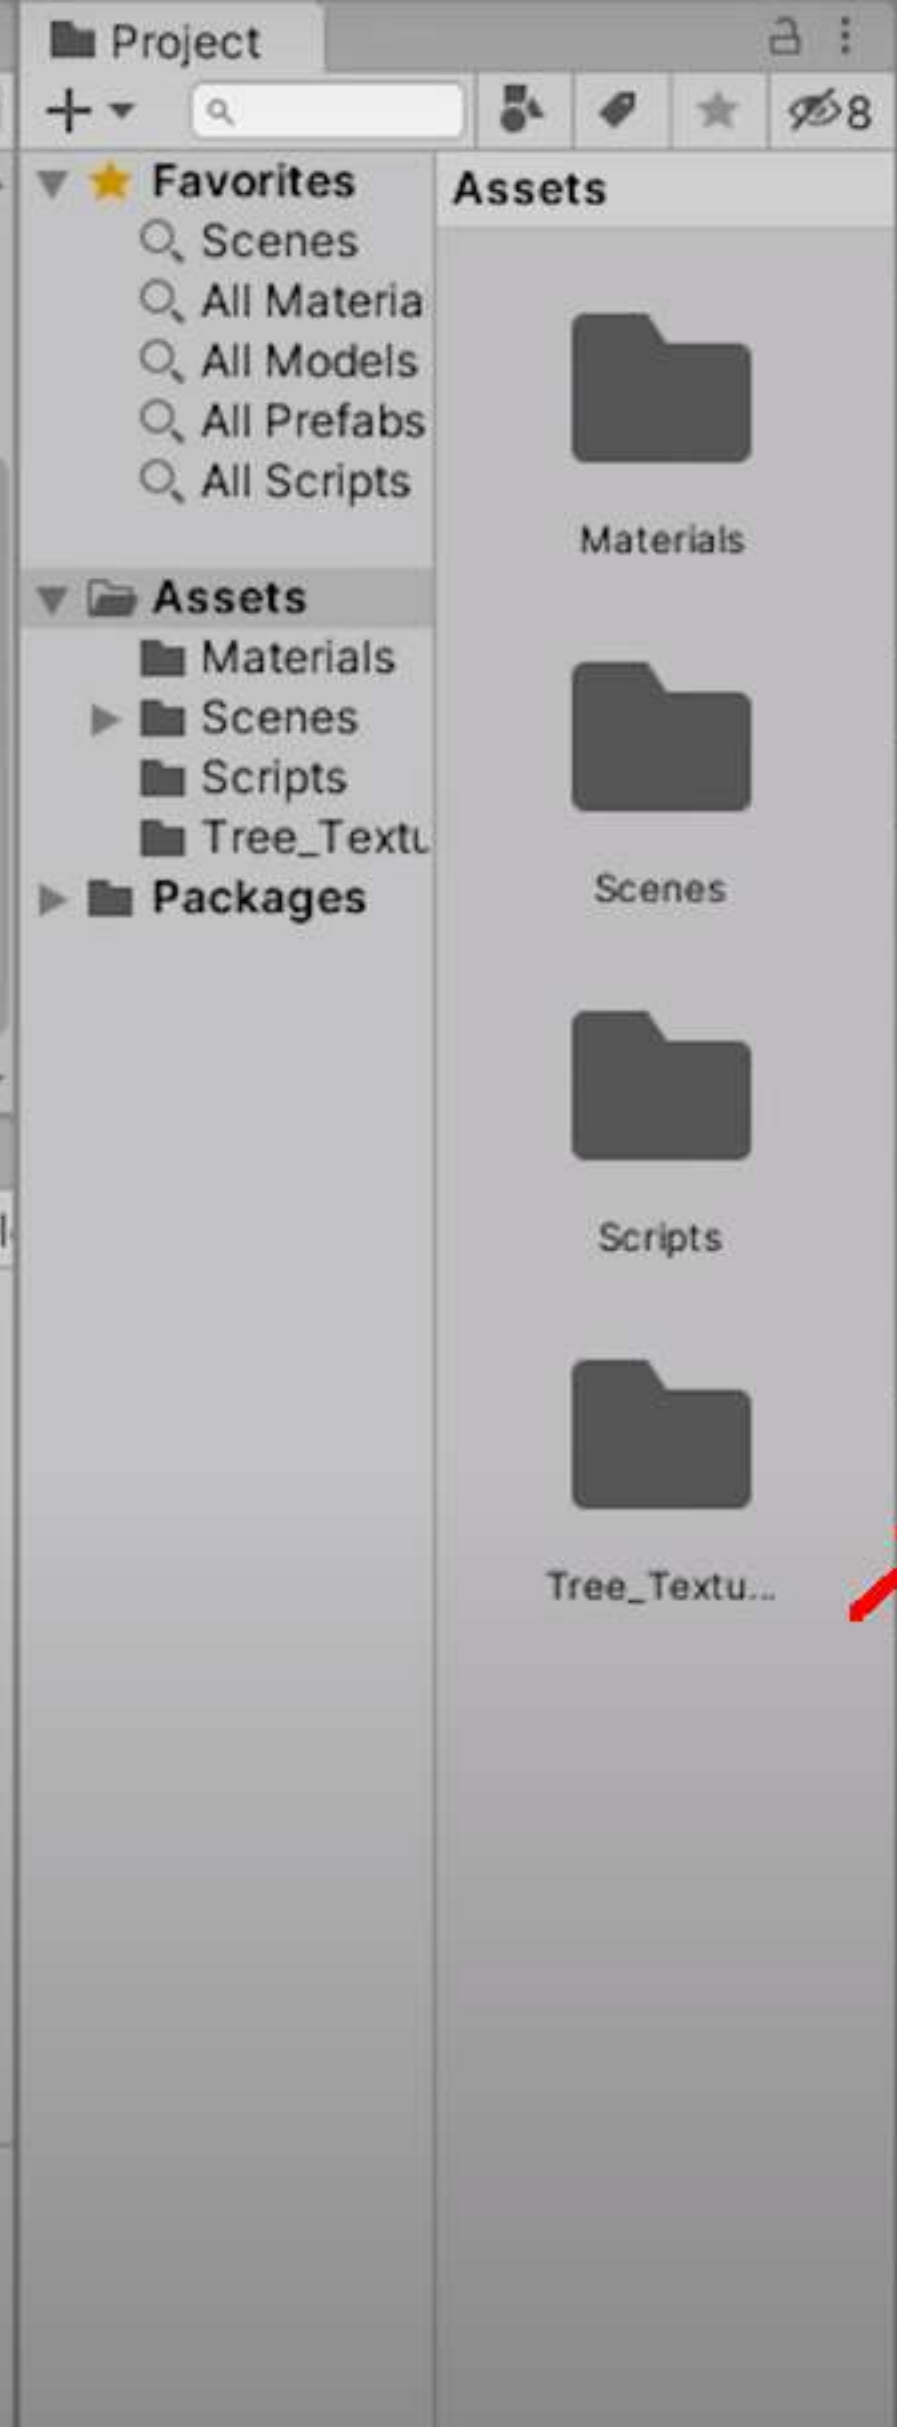 Project
8
Favorites
Scenes
All Materia
All Models
All Prefabs
All Scripts
Assets
Materials
Scenes
Scripts
Tree_Textu
Packages
Assets
Materials
Scenes
Scripts
Tree_Textu...